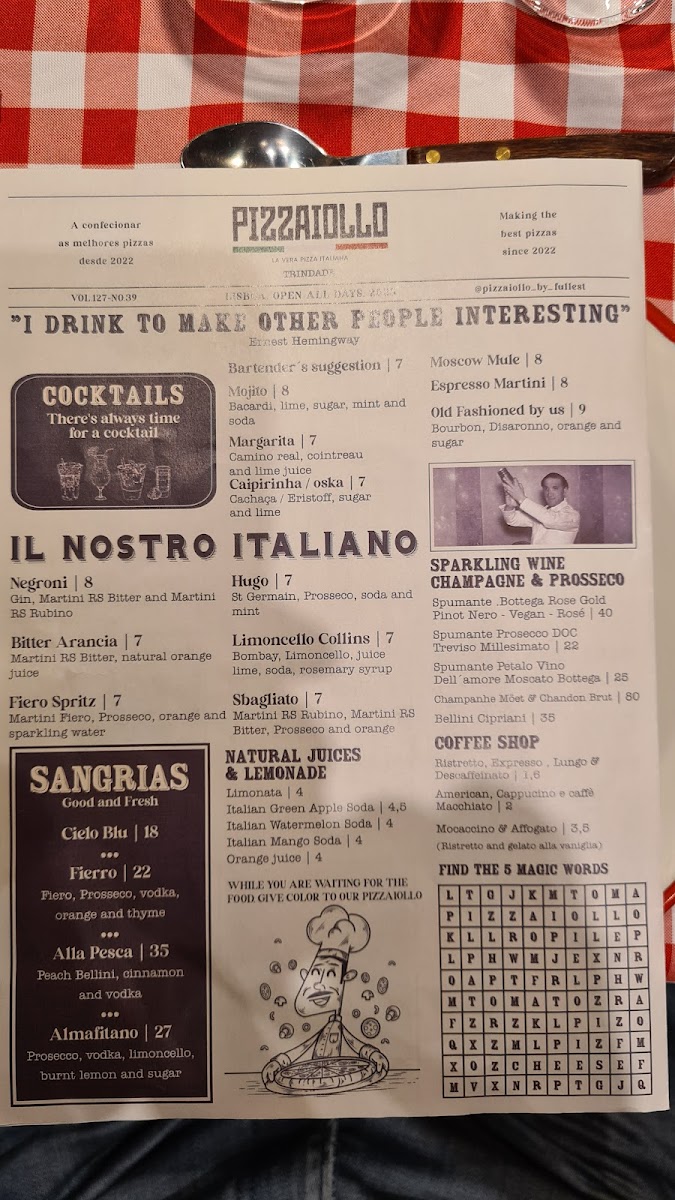 A confecionar
as melhores pizzas
desde 2022
PIZZAIOLLO
LA VERA PIZZA ITALIANA
TRINDADE
Making the
best pizzas
since 2022
VOL 127-NO.39
LISBOA, OPEN ALL DAYS,
@pizzaiollo_by_fullest
"I DRINK TO MAKE OTHER PEOPLE INTERESTING"
Ernest Hemingway
COCKTAILS
There's always time
for a cocktail
Bartender´s suggestion | 7
Mojito | 8
Bacardi, lime, sugar, mint and
soda
Margarita | 7
Camino real, cointreau
and lime juice
Caipirinha / oska | 7
Cachaça / Eristoff, sugar
and lime
Moscow Mule | 8
Espresso Martini | 8
Old Fashioned by us | 9
Bourbon, Disaronno, orange and
sugar
IL NOSTRO ITALIANO
Negroni | 8
Gin, Martini RS Bitter and Martini
RS Rubino
Bitter Arancia | 7
Martini RS Bitter, natural orange
juice
Fiero Spritz | 7
Martini Fiero, Prosseco, orange and
sparkling water
Hugo | 7
St Germain, Prosseco, soda and
mint
Limoncello Collins | 7
Bombay, Limoncello, juice
lime, soda, rosemary syrup
Sbagliato | 7
Martini RS Rubino, Martini RS
Bitter, Prosseco and orange
SPARKLING WINE
CHAMPAGNE & PROSSECO
Spumante .Bottega Rose Gold
Pinot Nero - Vegan - Rosé | 40
Spumante Prosecco DOC
Treviso Millesimato | 22
Spumante Petalo Vino
Dell´amore Moscato Bottega | 25
Champanhe Möet & Chandon Brut | 80
Bellini Cipriani | 35
SANGRIAS
Good and Fresh
Cielo Blu | 18
Fierro | 22
Fiero, Prosseco, vodka,
orange and thyme
Alla Pesca | 35
Peach Bellini, cinnamon
and vodka
Almafitano | 27
Prosecco, vodka, limoncello,
burnt lemon and sugar
NATURAL JUICES
& LEMONADE
Limonata | 4
Italian Green Apple Soda | 4,5
Italian Watermelon Soda | 4
Italian Mango Soda | 4
Orange juice | 4
WHILE YOU ARE WAITING FOR THE
FOOD, GIVE COLOR TO OUR PIZZAIOLLO
COFFEE SHOP
Ristretto, Expresso , Lungo &
Descaffeinato | 1,6
American, Cappucino e caffè
Macchiato | 2
Mocaccino & Affogato | 3,5
(Ristretto and gelato alla vaniglia)
FIND THE 5 MAGIC WORDS
L T G J K M T O M A
P I Z Z A I O L L O
K L L R O P I L E P
L P H W M J E X N R
O A P T F R L P H W
M T O M A T O Z R A
F Z R Z K L P I Z O
Q X Z M L P I Z F M
X O Z C H E E S E F
M V X N R P T G J Q